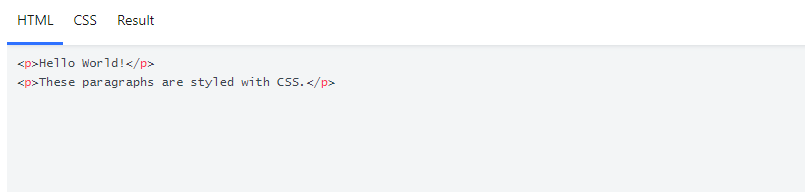 HTML CSS Result
<p>Hello World!</p>
<p>These paragraphs are styled with CSS.</p>